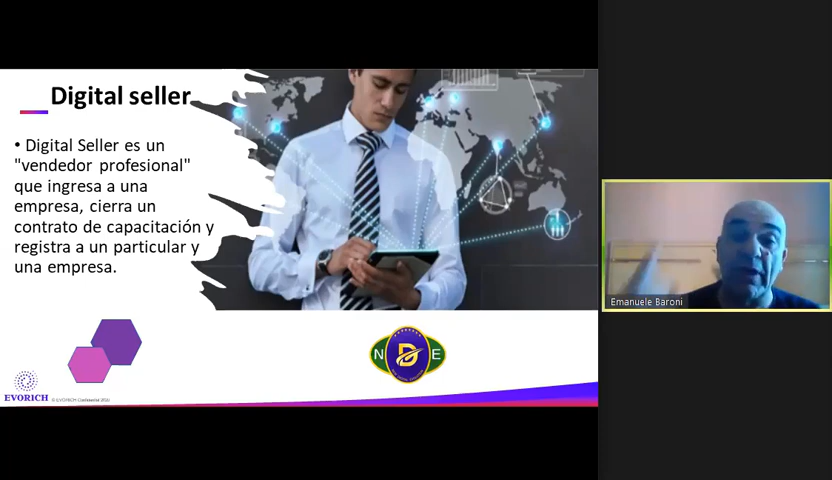 Digital seller
• Digital Seller es un
"vendedor profesional"
que ingresa a una
empresa, cierra un
contrato de capacitación y
registra a un particular y
una empresa.
N D E
EVORICH
Emanuele Baroni